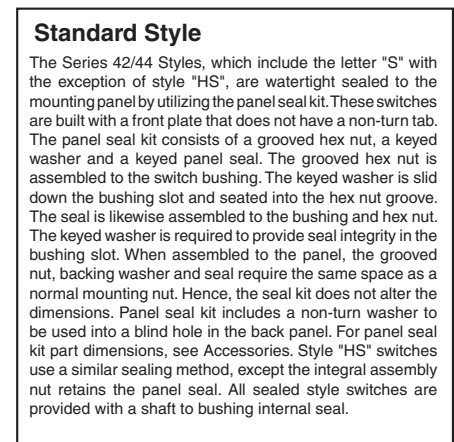 Standard Style
The Series 42/44 Styles, which include the letter "S" with
the exception of style "HS", are watertight sealed to the
mounting panel by utilizing the panel seal kit. These switches
are built with a front plate that does not have a non-turn tab.
The panel seal kit consists of a grooved hex nut, a keyed
washer and a keyed panel seal. The grooved hex nut is
assembled to the switch bushing. The keyed washer is slid
down the bushing slot and seated into the hex nut groove.
The seal is likewise assembled to the bushing and hex nut.
The keyed washer is required to provide seal integrity in the
bushing slot. When assembled to the panel, the grooved
nut, backing washer and seal require the same space as a
normal mounting nut. Hence, the seal kit does not alter the
dimensions. Panel seal kit includes a non-turn washer to
be used into a blind hole in the back panel. For panel seal
kit part dimensions, see Accessories. Style "HS" switches
use a similar sealing method, except the integral assembly
nut retains the panel seal. All sealed style switches are
provided with a shaft to bushing internal seal.